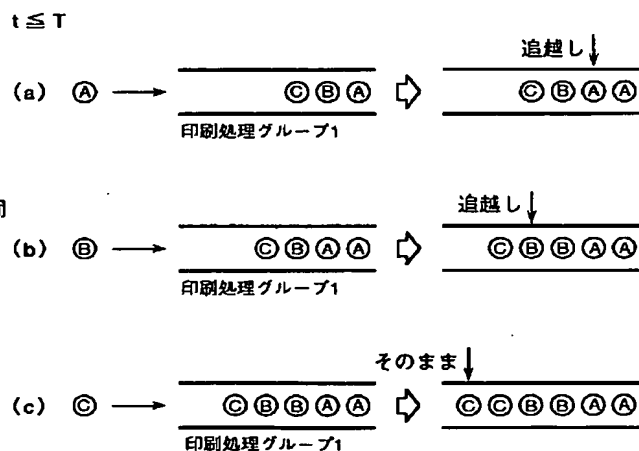 t ≦ T
追越し
(a) Ⓐ ⒸⒷⒶ ⒸⒷⒶⒶ
印刷処理グループ1
追越し
(b) Ⓑ ⒸⒷⒶⒶ ⒸⒷⒷⒶⒶ
印刷処理グループ1
そのまま
(c) Ⓒ ⒸⒷⒷⒶⒶ ⒸⒸⒷⒷⒶⒶ
印刷処理グループ1